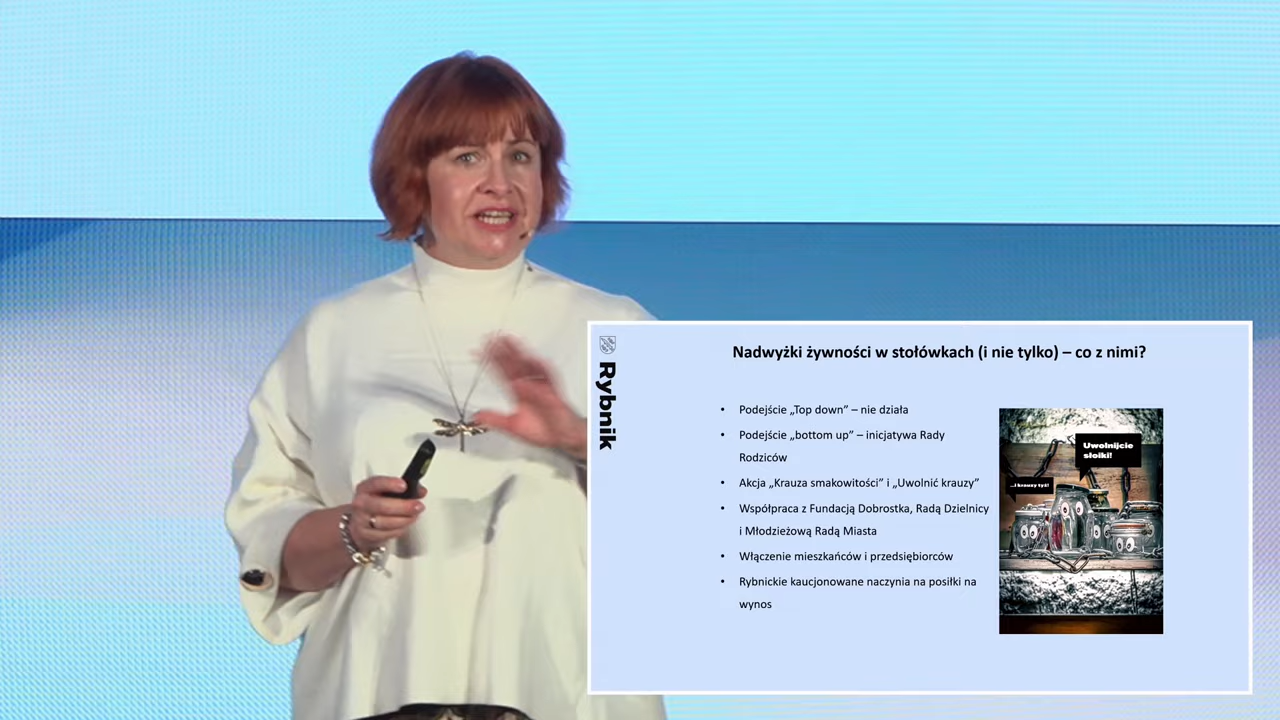 Rybnik
Nadwyżki żywności w stołówkach (i nie tylko) – co z nimi?
• Podejście „Top down” – nie działa
• Podejście „bottom up” – inicjatywa Rady
Rodziców
• Akcja „Krauza smakowitości” i „Uwolnić krauzy”
• Współpraca z Fundacją Dobrostka, Radą Dzielnicy
i Młodzieżową Radą Miasta
• Włączenie mieszkańców i przedsiębiorców
• Rybnickie kaucjonowane naczynia na posiłki na
wynos
Uwolnijcie
słoiki!
...i krauzy tyż!